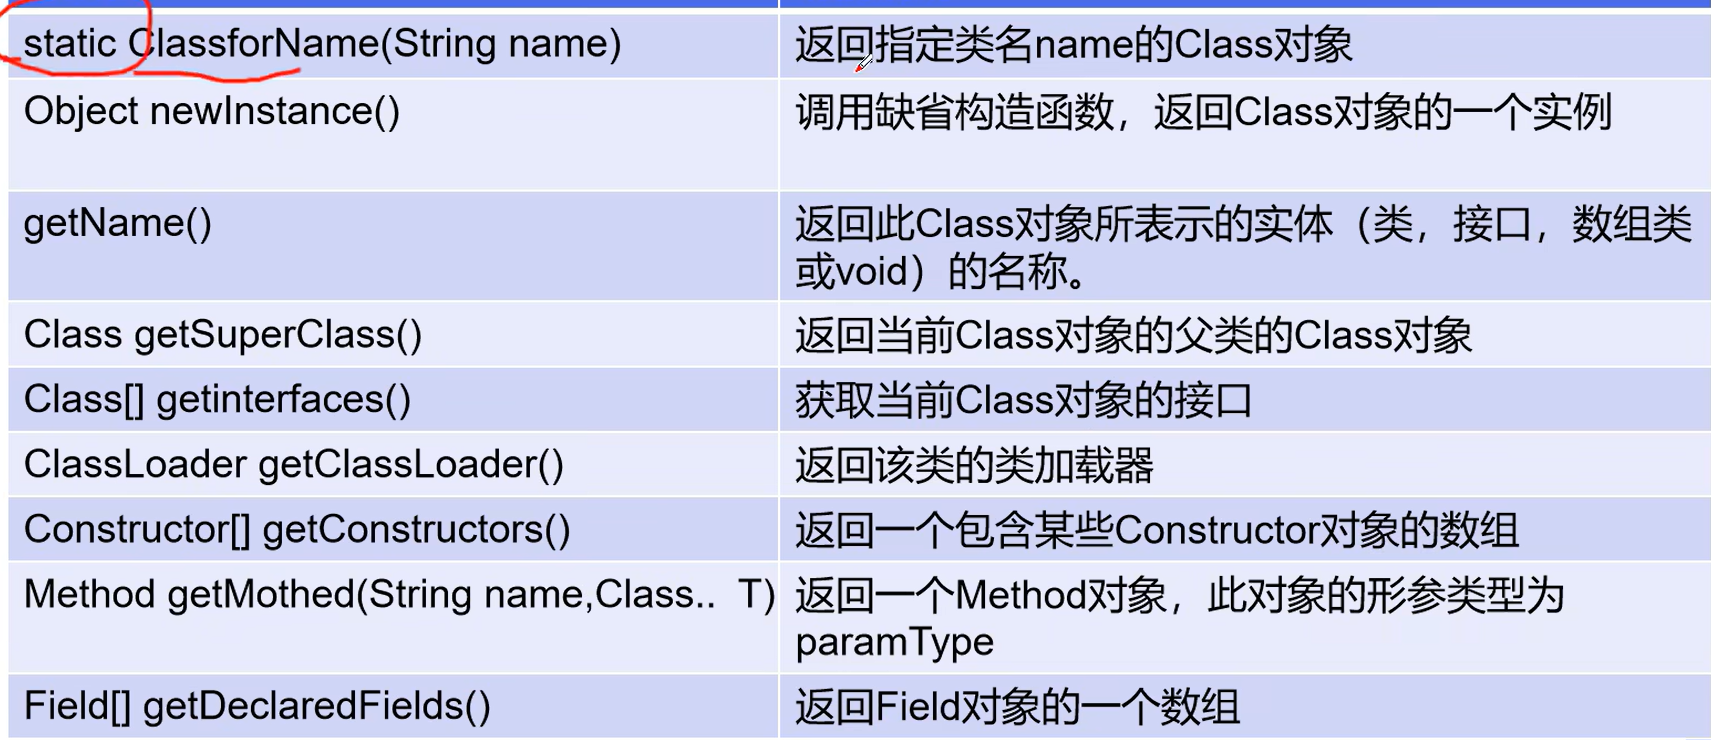 static ClassforName(String name)
返回指定类名name的Class对象
Object newInstance()
调用缺省构造函数，返回Class对象的一个实例
getName()
返回此Class对象所表示的实体（类，接口，数组类
或void）的名称。
Class getSuperClass()
返回当前Class对象的父类的Class对象
Class[] getinterfaces()
获取当前Class对象的接口
ClassLoader getClassLoader()
返回该类的类加载器
Constructor[] getConstructors()
返回一个包含某些Constructor对象的数组
Method getMothed(String name,Class.. T)
返回一个Method对象，此对象的形参类型为
paramType
Field[] getDeclaredFields()
返回Field对象的一个数组